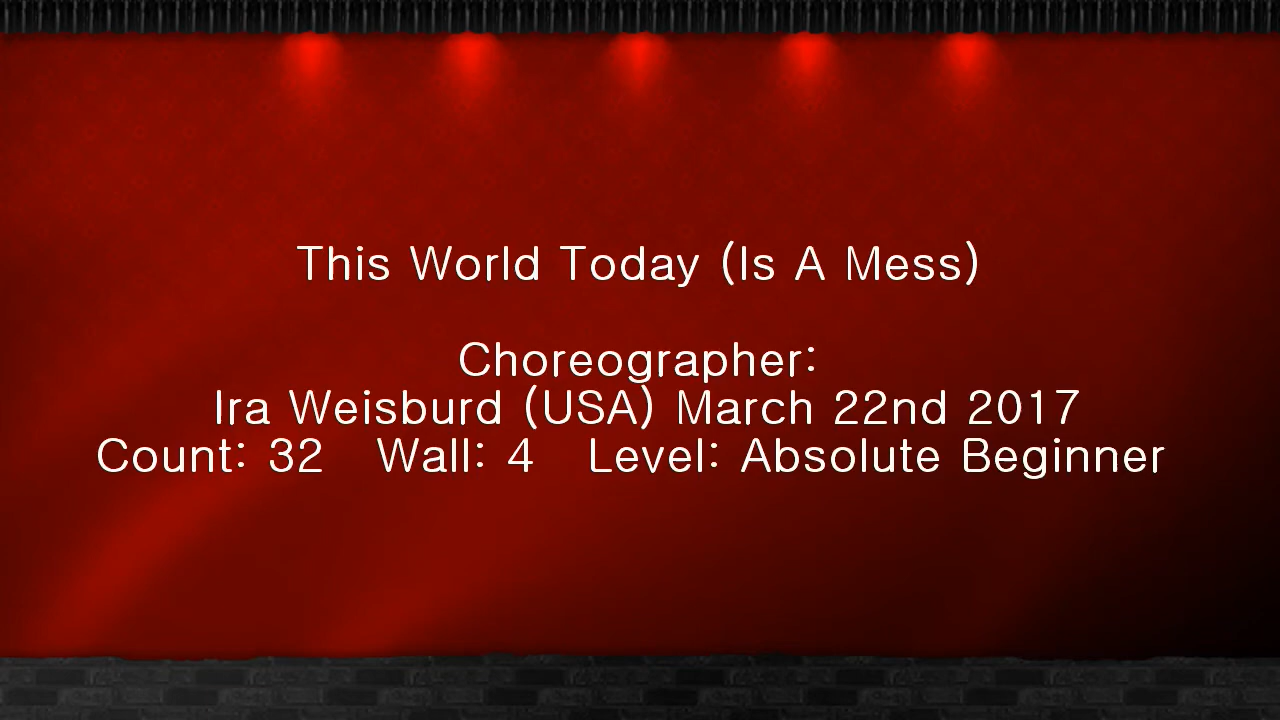 This World Today (Is A Mess)
Choreographer:
Ira Weisburd (USA) March 22nd 2017
Count: 32 Wall: 4 Level: Absolute Beginner